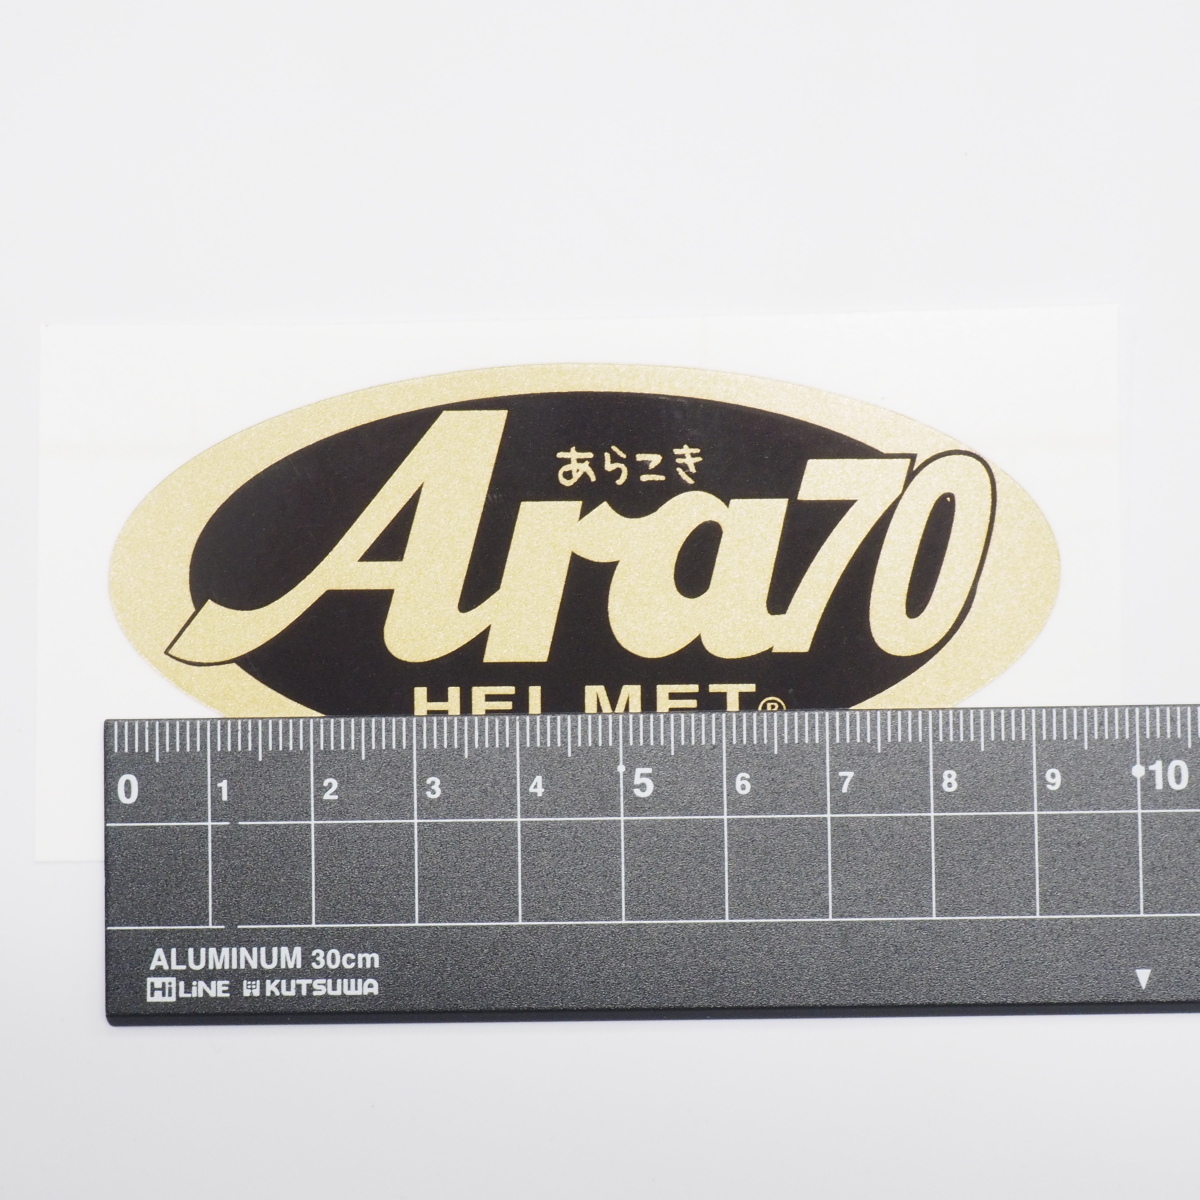 あらこき
Ara70
HELMET®
0 1 2 3 4 5 6 7 8 9 10
ALUMINUM 30cm
Hi LiNE KUTSUWA